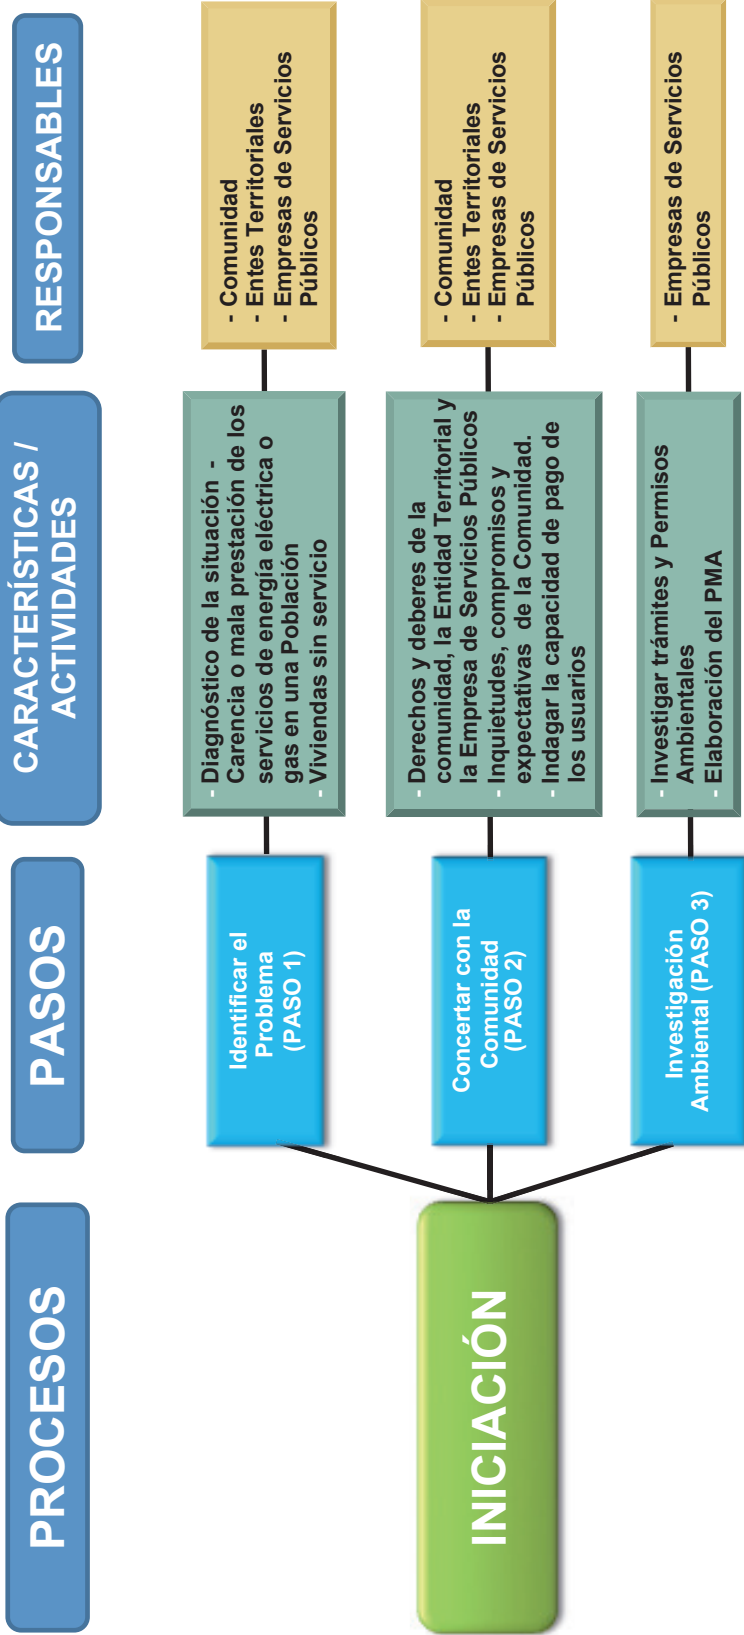 PROCESOS
PASOS
CARACTERÍSTICAS /
ACTIVIDADES
RESPONSABLES
INICIACIÓN
Identificar el
Problema
(PASO 1)
- Diagnóstico de la situación -
Carencia o mala prestación de los
servicios de energía eléctrica o
gas en una Población
- Viviendas sin servicio
- Comunidad
- Entes Territoriales
- Empresas de Servicios
Públicos
Concertar con la
Comunidad
(PASO 2)
- Derechos y deberes de la
comunidad, la Entidad Territorial y
la Empresa de Servicios Públicos
- Inquietudes, compromisos y
expectativas de la Comunidad.
- Indagar la capacidad de pago de
los usuarios
- Comunidad
- Entes Territoriales
- Empresas de Servicios
Públicos
Investigación
Ambiental (PASO 3)
- Investigar trámites y Permisos
Ambientales
- Elaboración del PMA
- Empresas de Servicios
Públicos